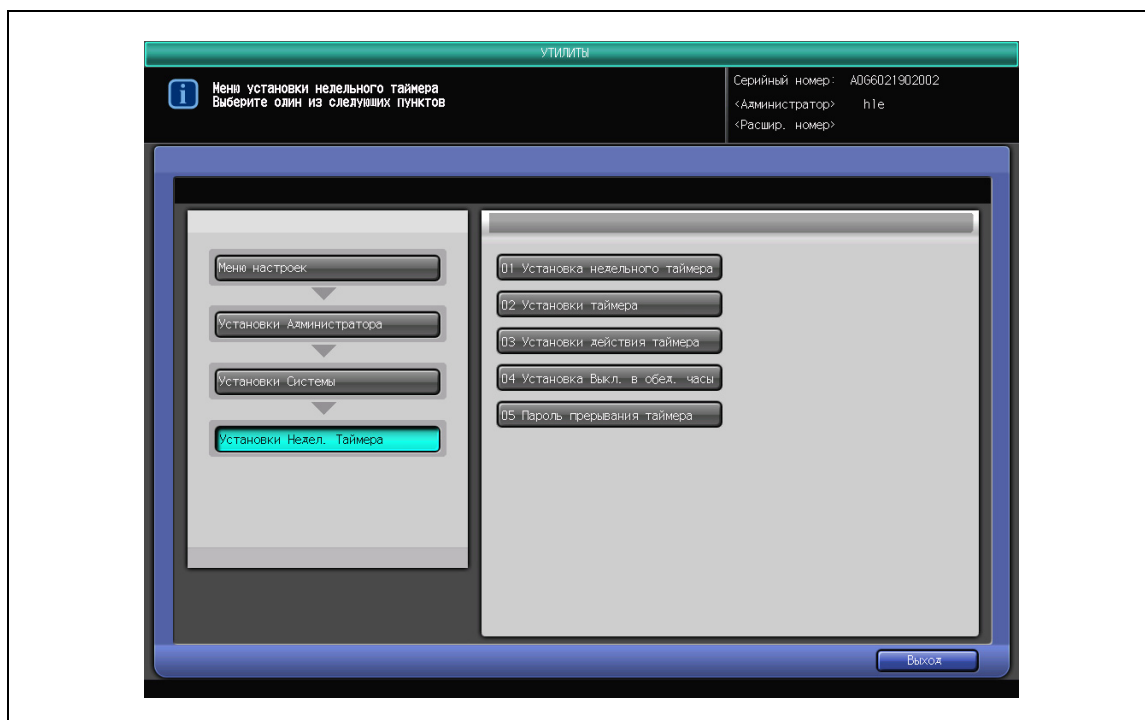 УТИЛИТЫ
Меню установки недельного таймера
Выберите один из следующих пунктов
Серийный номер: A0G6021902002
<Администратор> hle
<Расшир. номер>
Меню настроек
Установки Администратора
Установки Системы
Установки Недел. Таймера
01 Установка недельного таймера
02 Установки таймера
03 Установки действия таймера
04 Установка Выкл. в обед. часы
05 Пароль прерывания таймера
Выход